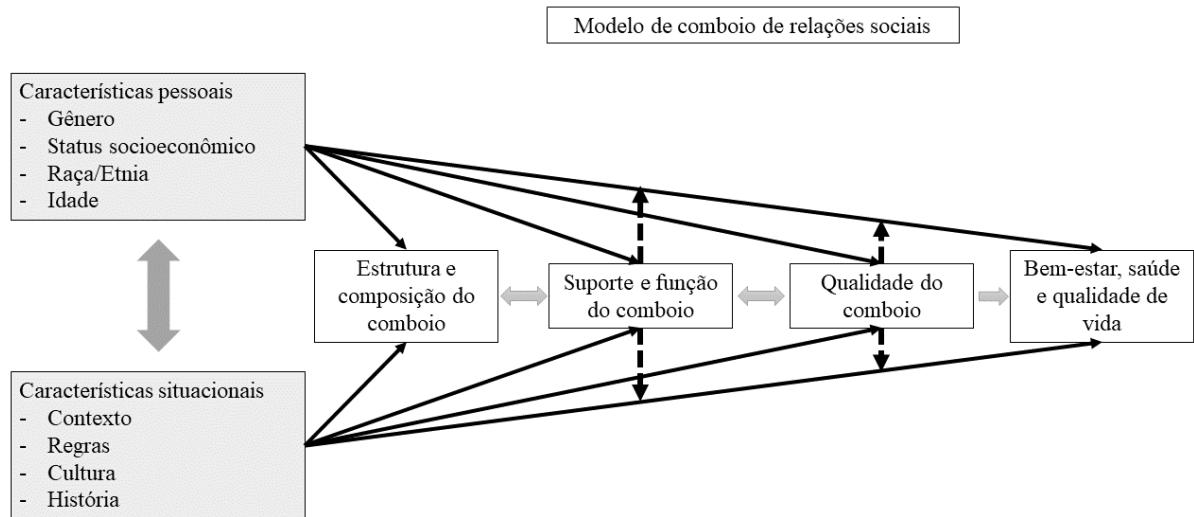 Modelo de comboio de relações sociais
Características pessoais
- Gênero
- Status socioeconômico
- Raça/Etnia
- Idade
Estrutura e
composição do
comboio
Suporte e função
do comboio
Qualidade do
comboio
Bem-estar, saúde
e qualidade de
vida
Características situacionais
- Contexto
- Regras
- Cultura
- História